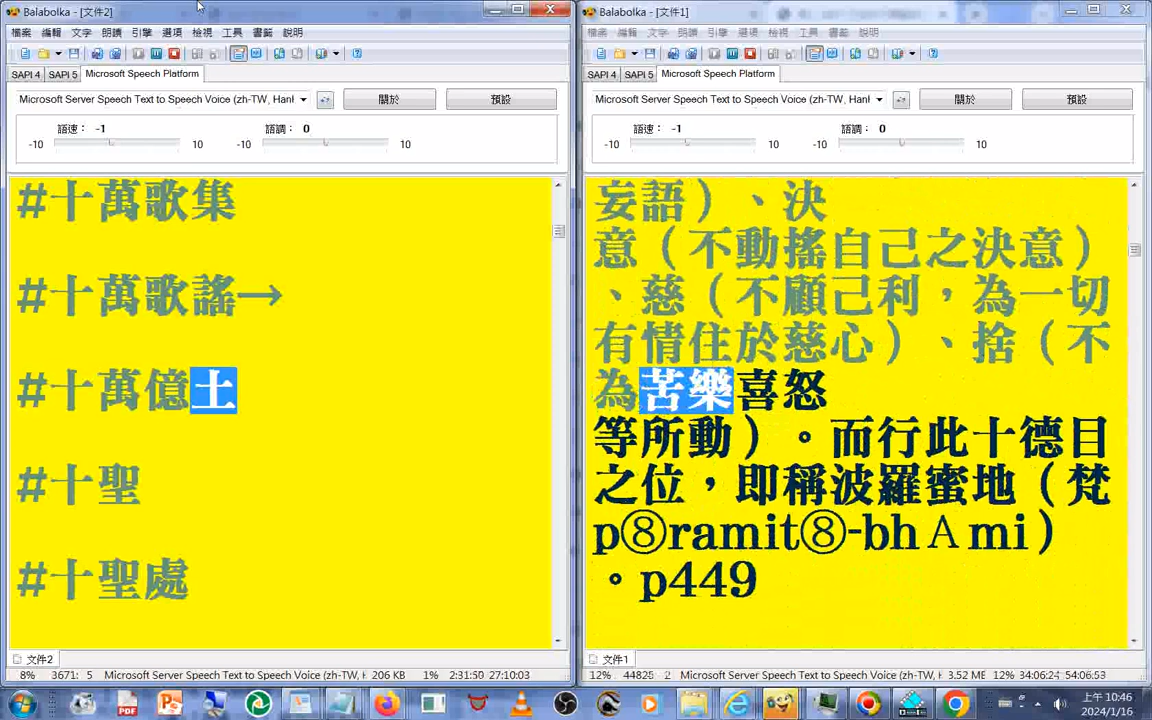 Balabolka - [文件2]
檔案 編輯 文字 朗讀 引擎 選項 檢視 工具 書籤 說明
SAPI 4 SAPI 5 Microsoft Speech Platform
Microsoft Server Speech Text to Speech Voice (zh-TW, Hanl
關於 預設
語速： -1 語調： 0
-10 10 -10 10
#十萬歌集
#十萬歌謠→
#十萬億土
#十聖
#十聖處
文件2
8% 3671: 5 Microsoft Server Speech Text to Speech Voice (zh-TW, H 206 KB 1% 2:31:50 27:10:03
Balabolka - [文件1]
檔案 編輯 文字 朗讀 引擎 選項 檢視 工具 書籤 說明
SAPI 4 SAPI 5 Microsoft Speech Platform
Microsoft Server Speech Text to Speech Voice (zh-TW, Hanl
關於 預設
語速： -1 語調： 0
-10 10 -10 10
妄語）、決
意（不動搖自己之決意）
、慈（不顧己利，為一切
有情住於慈心）、捨（不
為苦樂喜怒
等所動）。而行此十德目
之位，即稱波羅蜜地（梵
p⑧ramit⑧-bhＡmi）
。p449
文件1
12% 44825 2 Microsoft Server Speech Text to Speech Voice (zh-TW, H 3.52 ME 12% 34:06:24 54:06:53
上午 10:46
2024/1/16